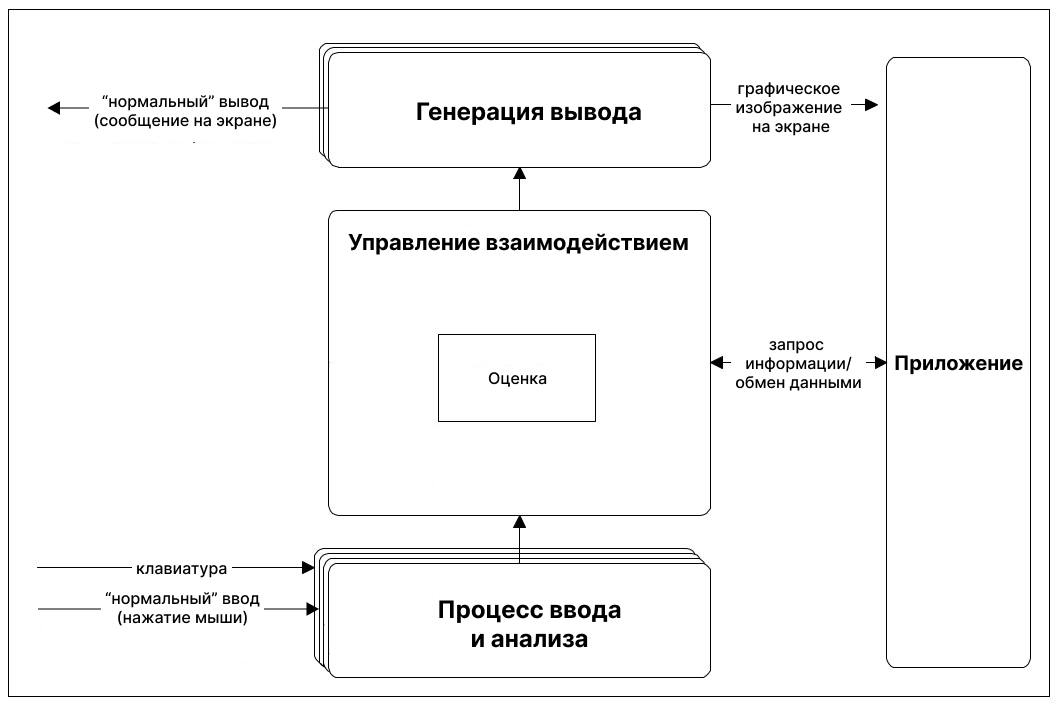 Генерация вывода
“нормальный” вывод
(сообщение на экране)
графическое
изображение
на экране
Управление взаимодействием
Оценка
запрос
информации/
обмен данными
Приложение
клавиатура
“нормальный” ввод
(нажатие мыши)
Процесс ввода
и анализа